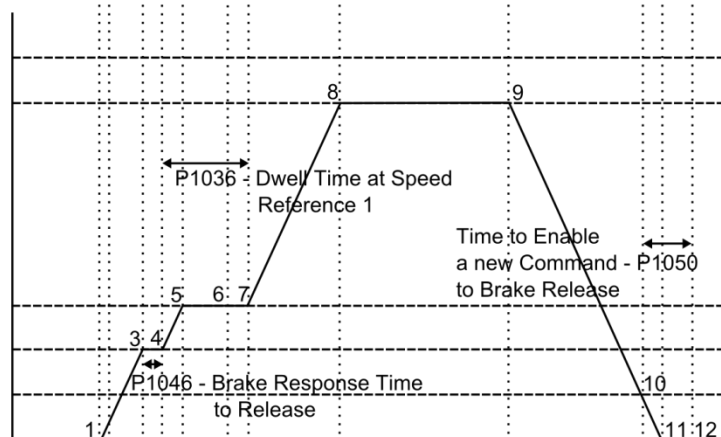 8
9
P1036 - Dwell Time at Speed
Reference 1
Time to Enable
a new Command - P1050
to Brake Release
5
6
7
3
4
P1046 - Brake Response Time
to Release
10
1
11
12